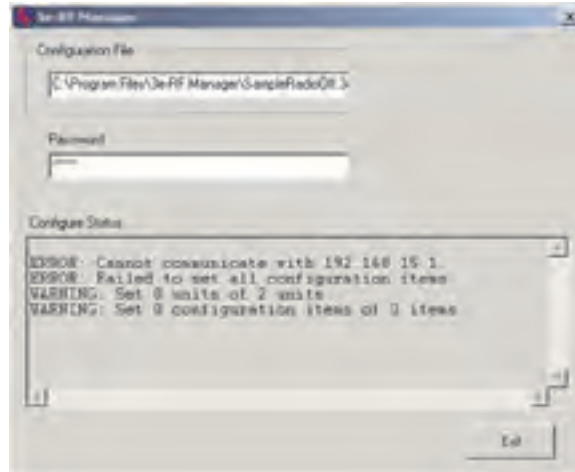 3e-RF Manager
Configuration File
C:\Program Files\3e-RF Manager\SampleRadioOff.3
Password
Configure Status
ERROR: Cannot communicate with 192.168.15.1.
ERROR: Failed to set all configuration items
WARNING: Set 0 units of 2 units
WARNING: Set 0 configuration items of items
Exit